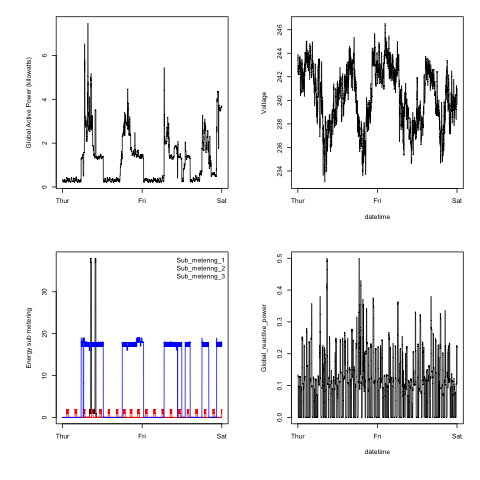 Global Active Power (kilowatts)
0 2 4 6
Thur Fri Sat
Voltage
234 236 238 240 242 244 246
Thur Fri Sat
datetime
Energy sub metering
0 10 20 30
Sub_metering_1
Sub_metering_2
Sub_metering_3
Thur Fri Sat
Global_reactive_power
0.0 0.1 0.2 0.3 0.4 0.5
Thur Fri Sat
datetime